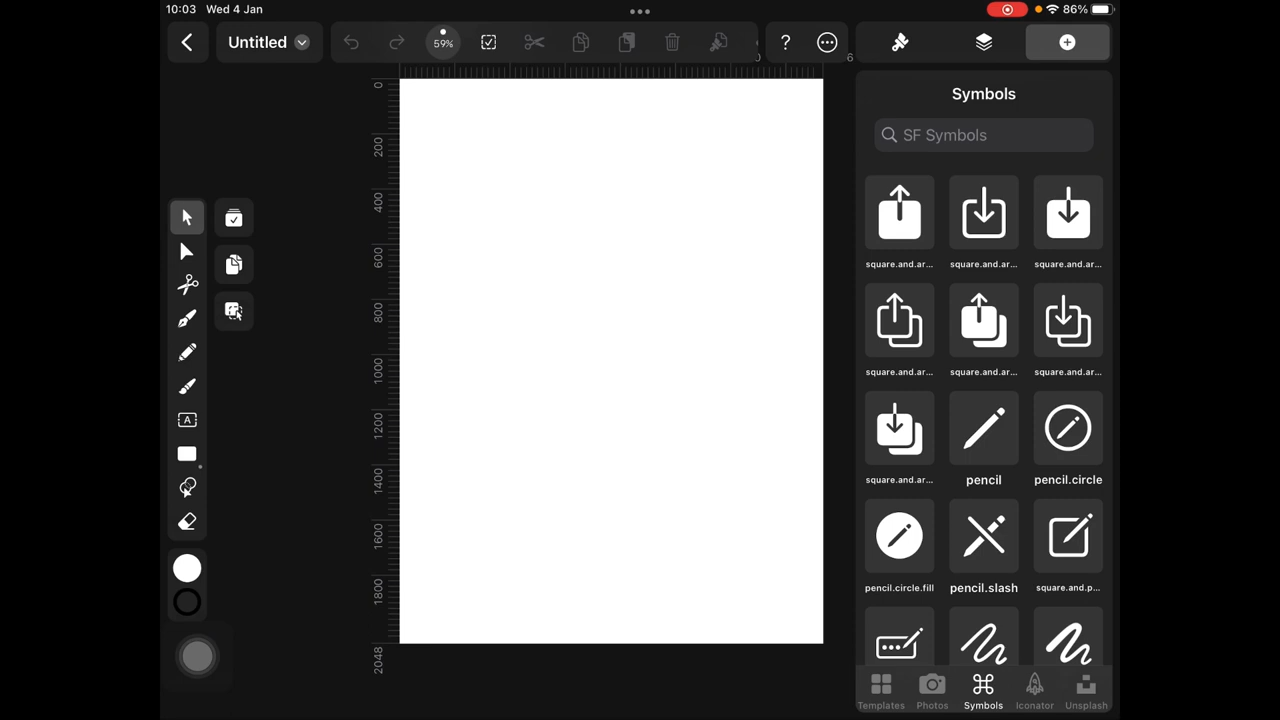 10:03 Wed 4 Jan
86%
Untitled
59%
?
6
Symbols
SF Symbols
0
200
400
600
800
1000
1200
1400
1600
1800
2048
A
square.and.ar... square.and.ar... square.and.ar...
square.and.ar... square.and.ar... square.and.ar...
square.and.ar... pencil pencil.circle
pencil.circle.fill pencil.slash square.and.p...
Templates Photos Symbols Iconator Unsplash